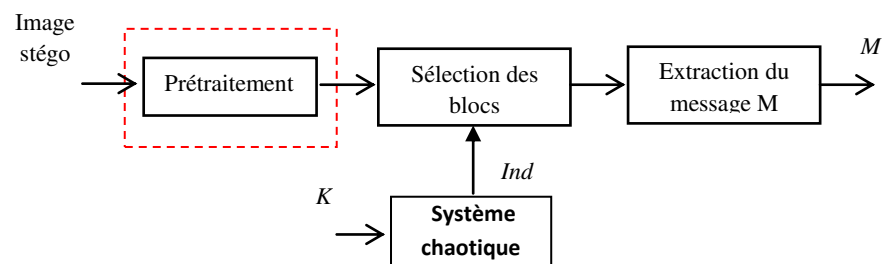 Image
stégo
Prétraitement
Sélection des
blocs
Extraction du
message M
M
Ind
K
Système
chaotique